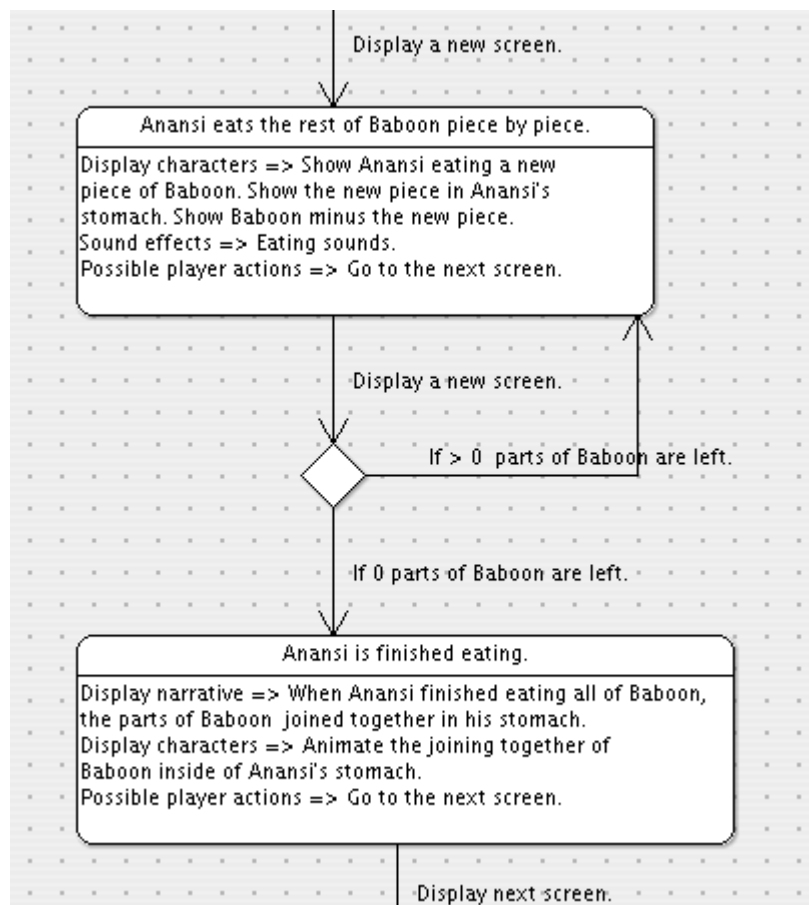 Display a new screen.
Anansi eats the rest of Baboon piece by piece.
Display characters => Show Anansi eating a new
piece of Baboon. Show the new piece in Anansi's
stomach. Show Baboon minus the new piece.
Sound effects => Eating sounds.
Possible player actions => Go to the next screen.
Display a new screen.
If > 0 parts of Baboon are left.
If 0 parts of Baboon are left.
Anansi is finished eating.
Display narrative => When Anansi finished eating all of Baboon,
the parts of Baboon joined together in his stomach.
Display characters => Animate the joining together of
Baboon inside of Anansi's stomach.
Possible player actions => Go to the next screen.
Display next screen.